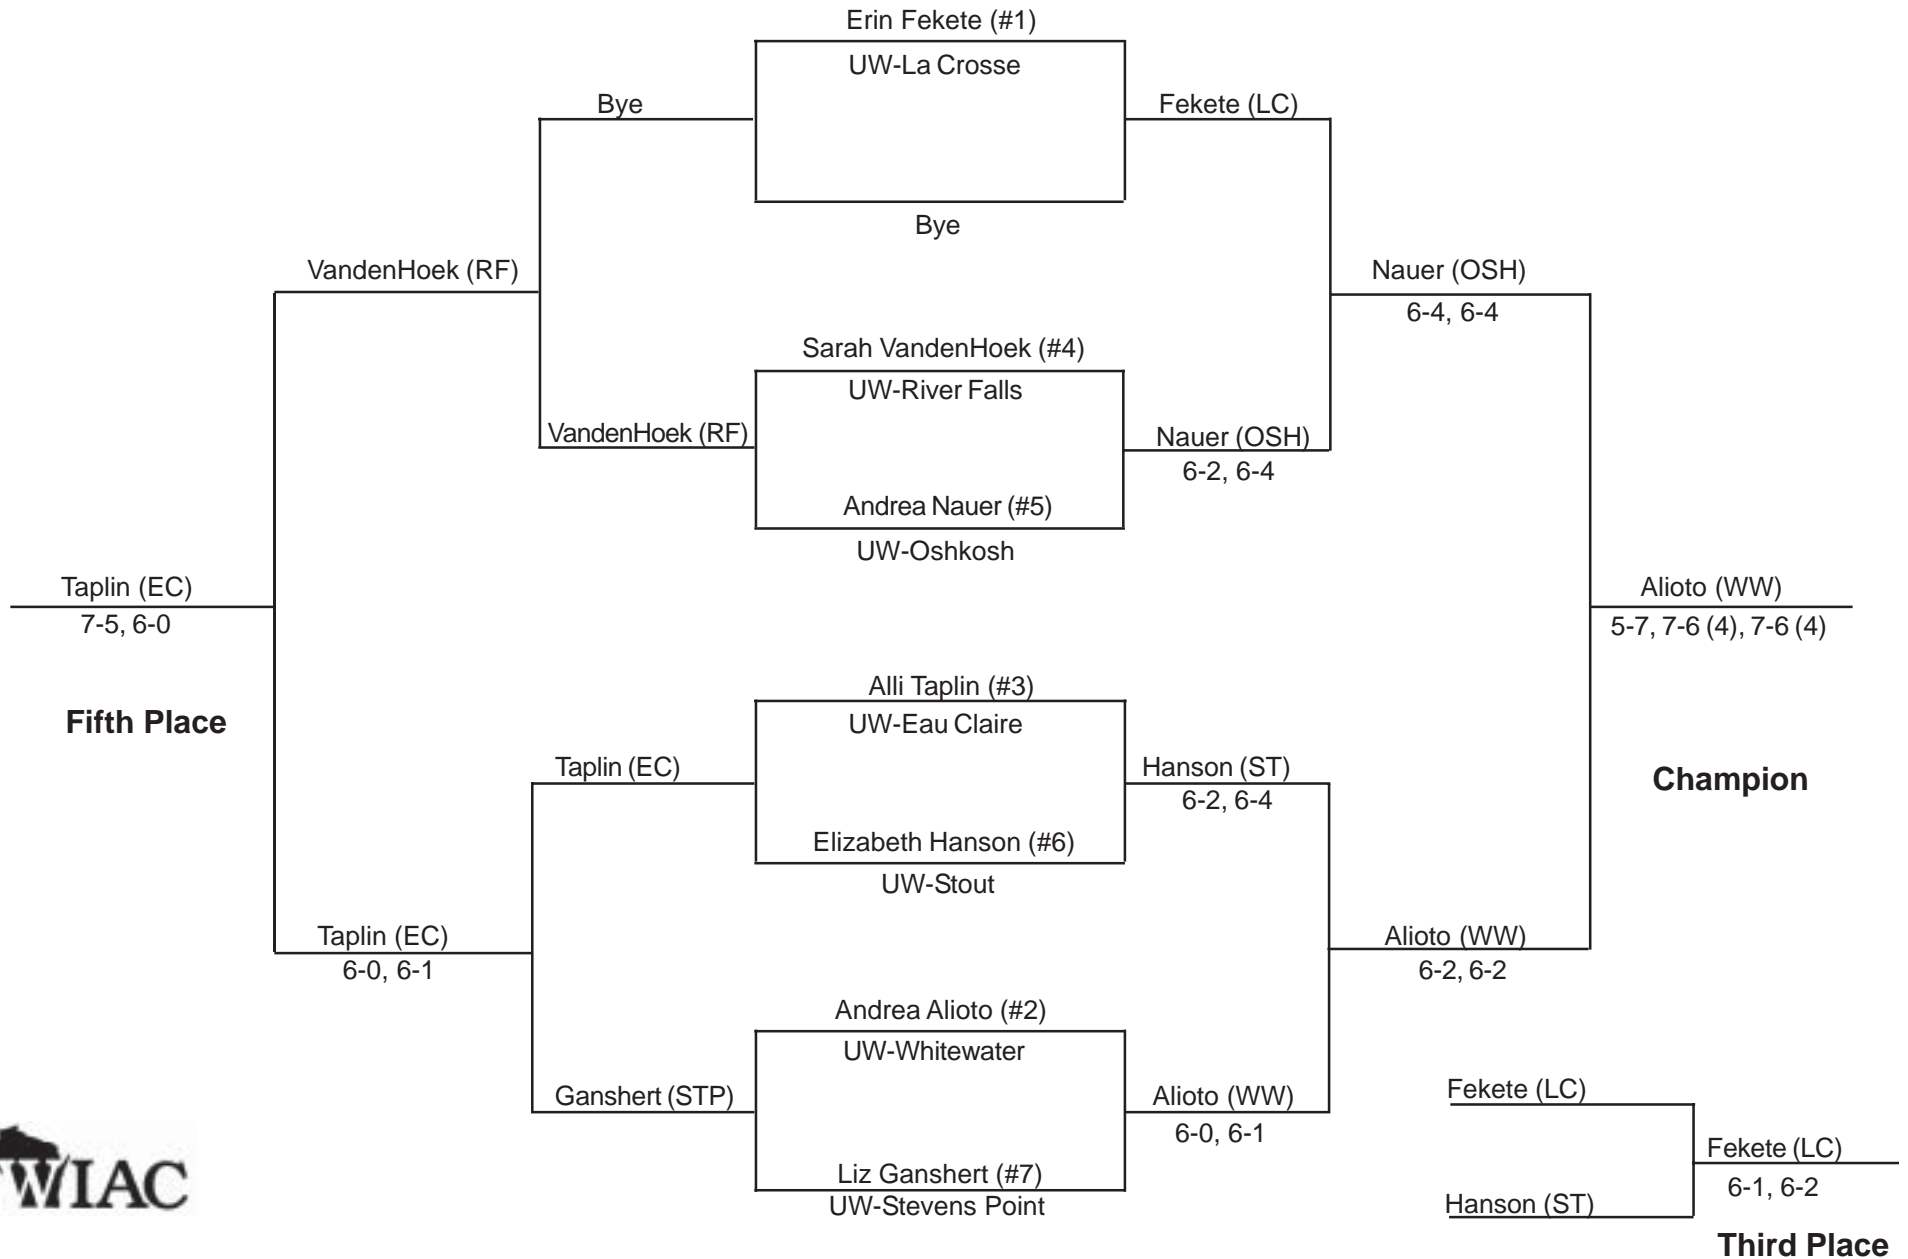 Erin Fekete (#1)
UW-La Crosse
Bye
Fekete (LC)
Bye
VandenHoek (RF)
Nauer (OSH)
6-4, 6-4
Sarah VandenHoek (#4)
UW-River Falls
VandenHoek (RF)
Nauer (OSH)
6-2, 6-4
Andrea Nauer (#5)
UW-Oshkosh
Taplin (EC)
7-5, 6-0
Alioto (WW)
5-7, 7-6 (4), 7-6 (4)
Fifth Place
Alli Taplin (#3)
UW-Eau Claire
Taplin (EC)
Hanson (ST)
6-2, 6-4
Champion
Elizabeth Hanson (#6)
UW-Stout
Taplin (EC)
6-0, 6-1
Alioto (WW)
6-2, 6-2
Andrea Alioto (#2)
UW-Whitewater
Ganshert (STP)
Alioto (WW)
6-0, 6-1
Liz Ganshert (#7)
UW-Stevens Point
Fekete (LC)
Fekete (LC)
6-1, 6-2
Hanson (ST)
Third Place
WIAC